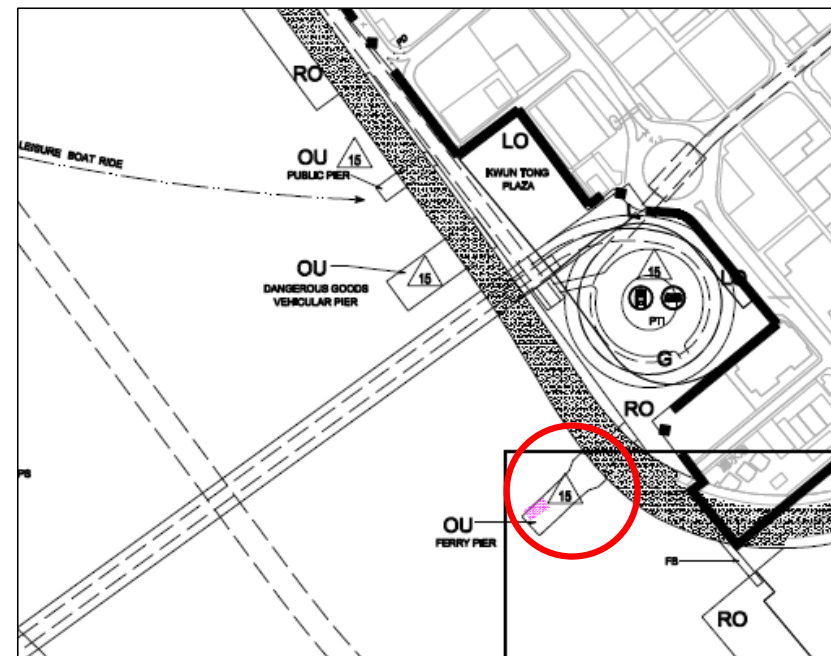 RO
LEISURE BOAT RIDE
OU
15
PUBLIC PIER
LO
KWUN TONG
PLAZA
OU
15
DANGEROUS GOODS
VEHICULAR PIER
15
LO
PTI
G
RO
PS
15
OU
FERRY PIER
FB
RO